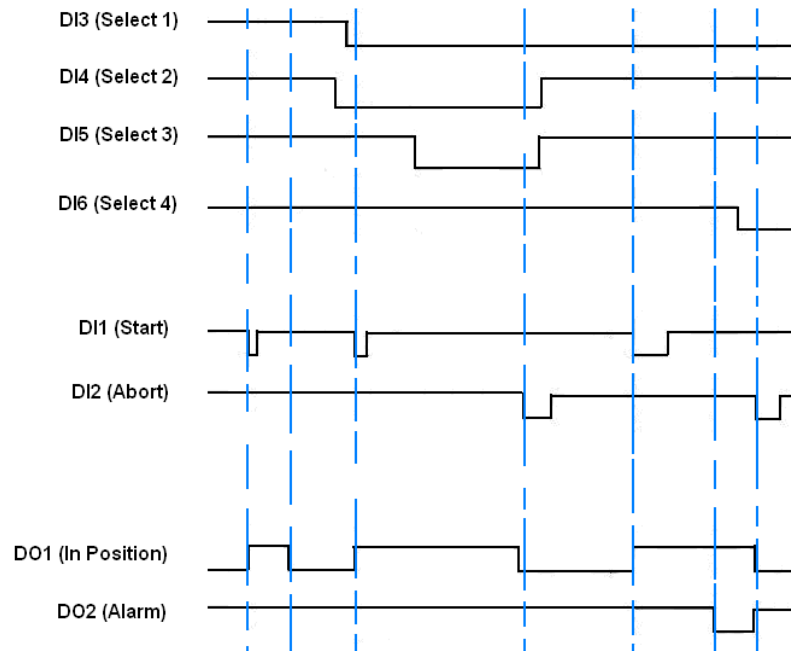 DI3 (Select 1)
DI4 (Select 2)
DI5 (Select 3)
DI6 (Select 4)
DI1 (Start)
DI2 (Abort)
DO1 (In Position)
DO2 (Alarm)